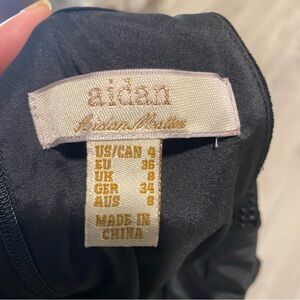 aidan
Aidan Mattox
US/CAN 4
EU 36
UK 8
GER 34
AUS 8
MADE IN
CHINA